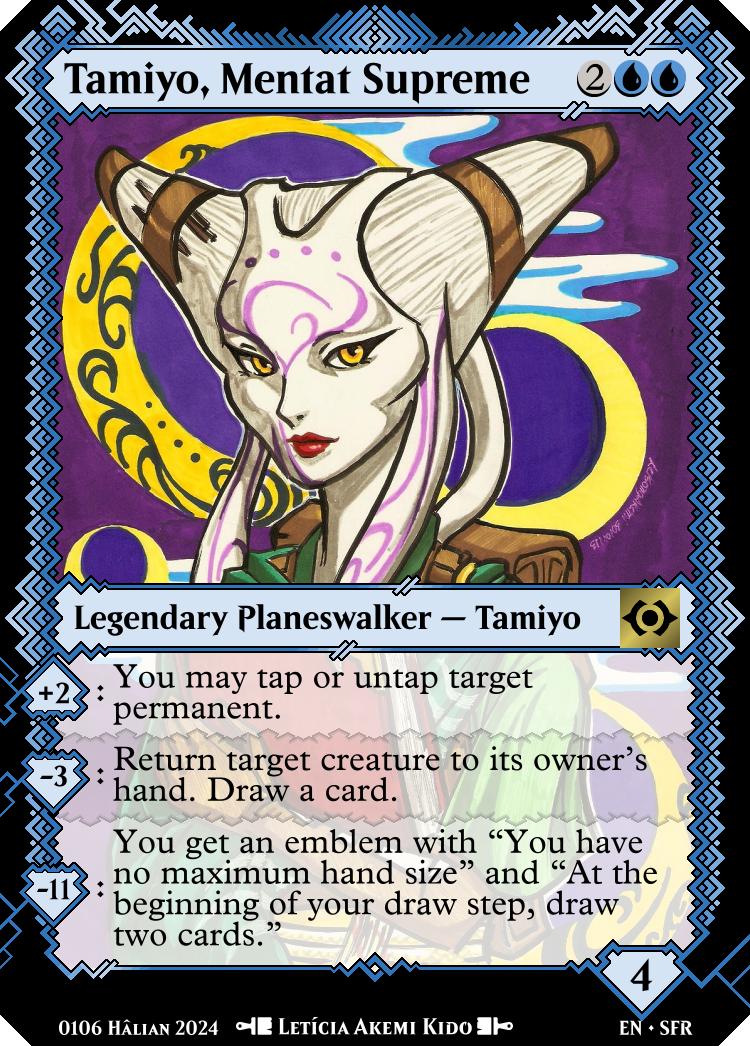 Tamiyo, Mentat Supreme 2
Legendary Planeswalker — Tamiyo
+2 : You may tap or untap target
permanent.
–3 : Return target creature to its owner’s
hand. Draw a card.
–11 : You get an emblem with “You have
no maximum hand size” and “At the
beginning of your draw step, draw
two cards.”
4
0106 Hâlian 2024 Letícia Akemi Kido EN • SFR